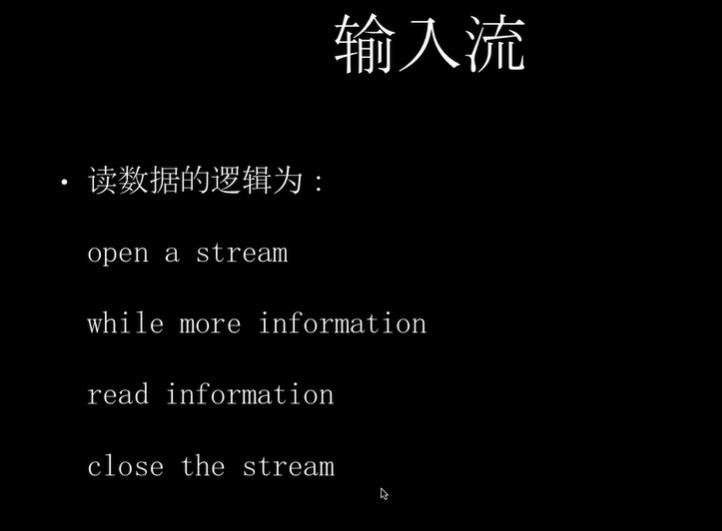 输入流
• 读数据的逻辑为：
open a stream
while more information
read information
close the stream